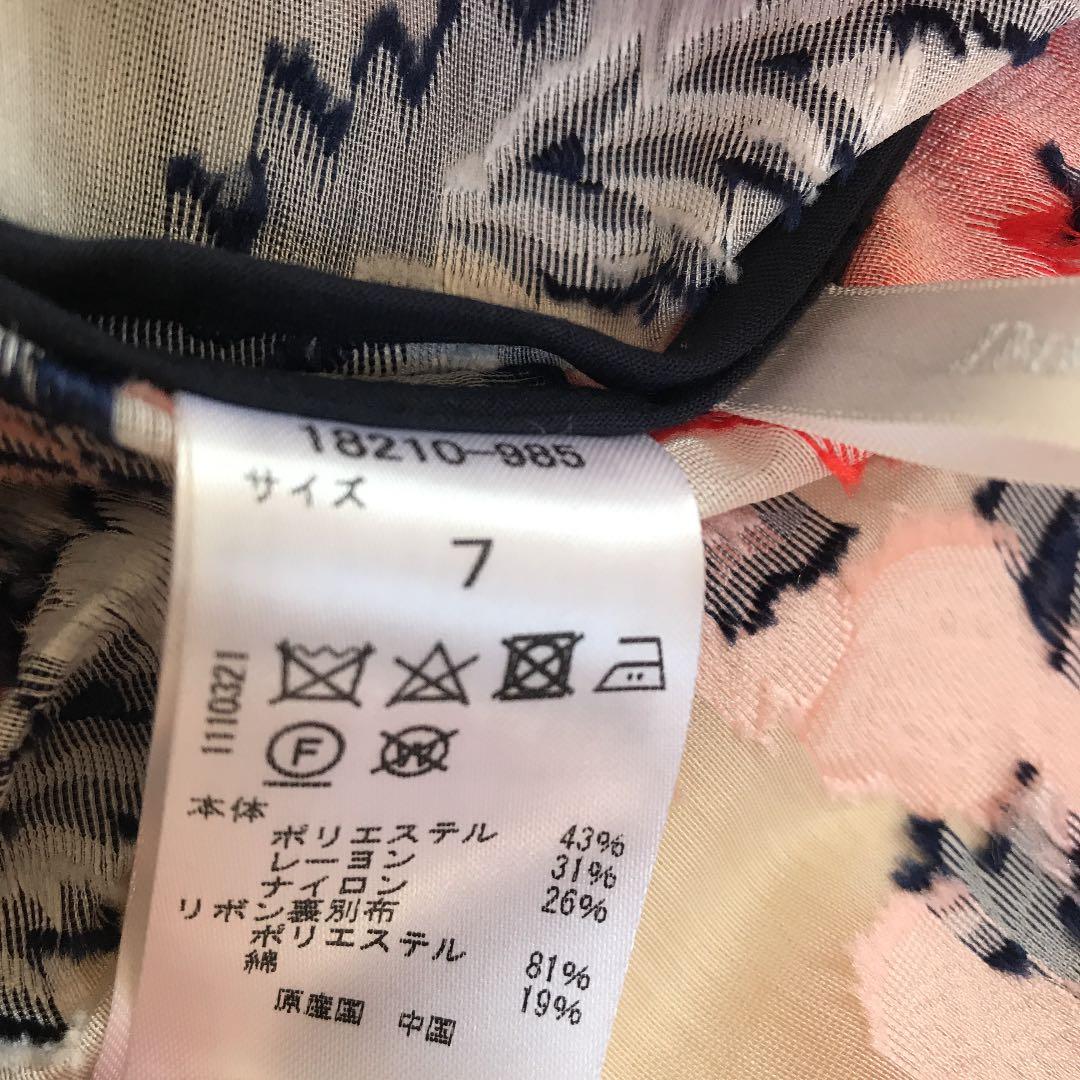 18210-985
サイズ
7
1110321
F
W
本体
ポリエステル 43%
レーヨン 31%
ナイロン 26%
リボン裏別布
ポリエステル 81%
綿 19%
原産国 中国